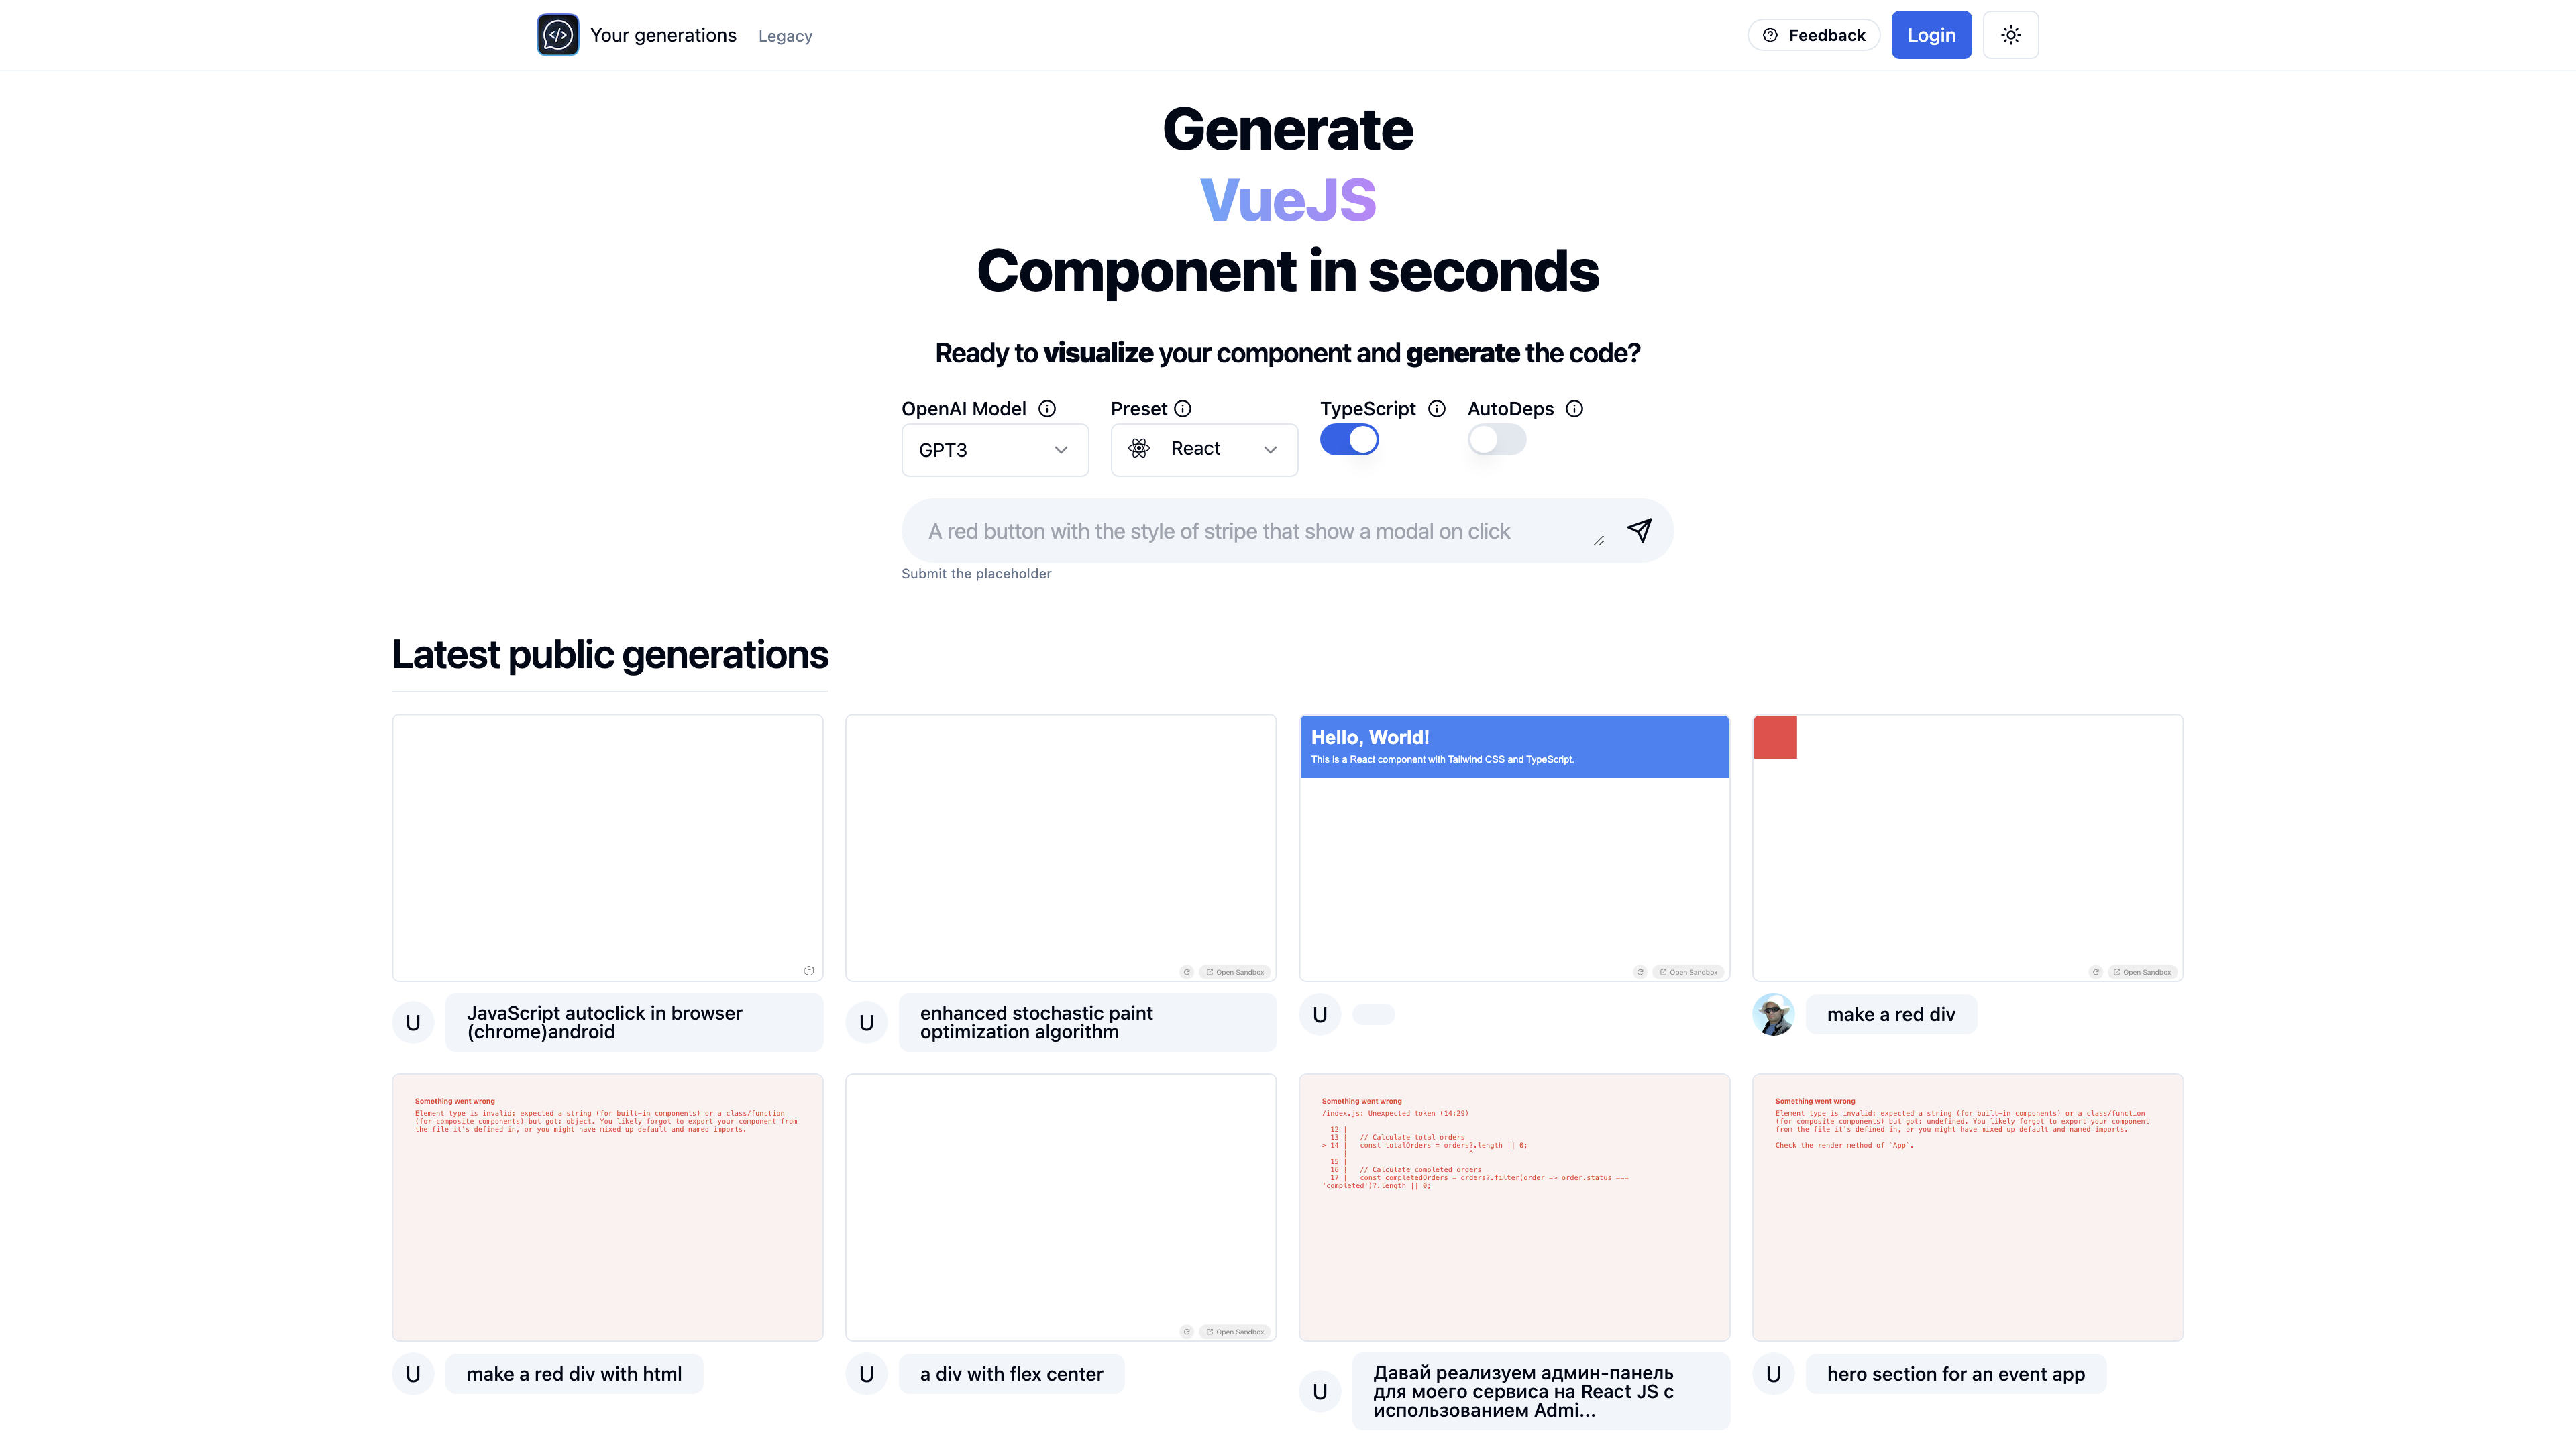 Your generations
Legacy
Feedback
Login
Generate
VueJS
Component in seconds
Ready to visualize your component and generate the code?
OpenAI Model
Preset
TypeScript
AutoDeps
GPT3
React
A red button with the style of stripe that show a modal on click
Submit the placeholder
Latest public generations
Open Sandbox
Hello, World!
This is a React component with Tailwind CSS and TypeScript.
Open Sandbox
Open Sandbox
U
JavaScript autoclick in browser
(chrome)android
U
enhanced stochastic paint
optimization algorithm
U
make a red div
Something went wrong
Element type is invalid: expected a string (for built-in components) or a class/function
(for composite components) but got: object. You likely forgot to export your component from
the file it's defined in, or you might have mixed up default and named imports.
Open Sandbox
Something went wrong
/index.js: Unexpected token (14:29)
12 |
13 |   // Calculate total orders
> 14 |   const totalOrders = orders?.length || 0;
|                             ^
15 |
16 |   // Calculate completed orders
17 |   const completedOrders = orders?.filter(order => order.status ===
'completed')?.length || 0;
Something went wrong
Element type is invalid: expected a string (for built-in components) or a class/function
(for composite components) but got: undefined. You likely forgot to export your component
from the file it's defined in, or you might have mixed up default and named imports.
Check the render method of `App`.
U
make a red div with html
U
a div with flex center
U
Давай реализуем админ-панель
для моего сервиса на React JS с
использованием Admi...
U
hero section for an event app